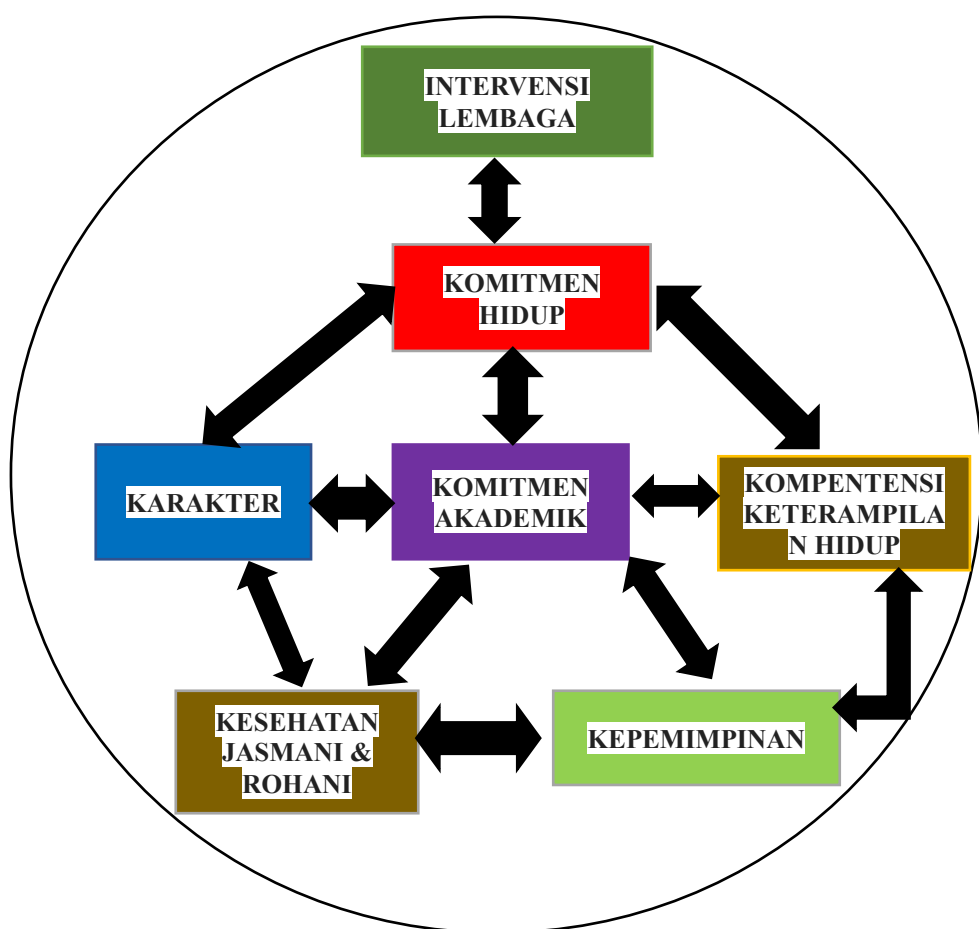 INTERVENSI
LEMBAGA
KOMITMEN
HIDUP
KARAKTER
KOMITMEN
AKADEMIK
KOMPENTENSI
KETERAMPILA
N HIDUP
KESEHATAN
JASMANI &
ROHANI
KEPEMIMPINAN